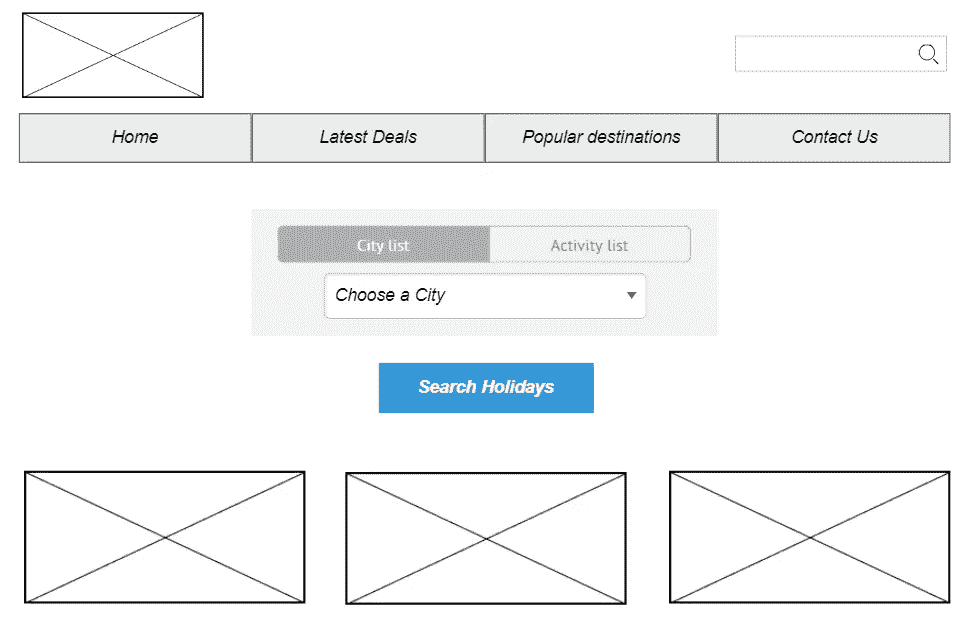 Home
Latest Deals
Popular destinations
Contact Us
City list
Activity list
Choose a City
Search Holidays